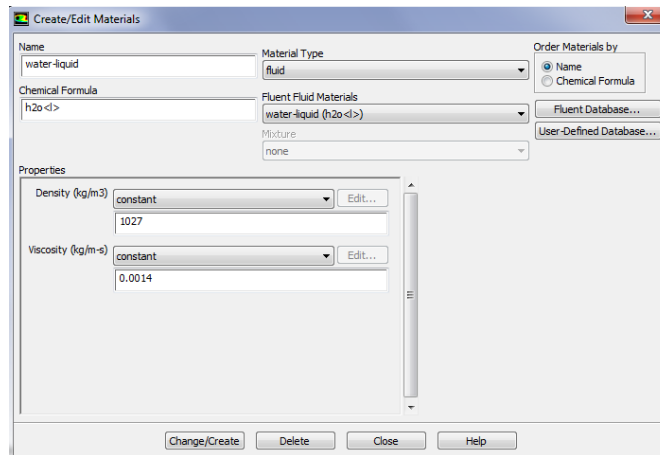 Create/Edit Materials
Name
water-liquid
Chemical Formula
h2o<l>
Material Type
fluid
Fluent Fluid Materials
water-liquid (h2o<l>)
Mixture
none
Order Materials by
Name
Chemical Formula
Fluent Database...
User-Defined Database...
Properties
Density (kg/m3) constant Edit...
1027
Viscosity (kg/m-s) constant Edit...
0.0014
Change/Create Delete Close Help